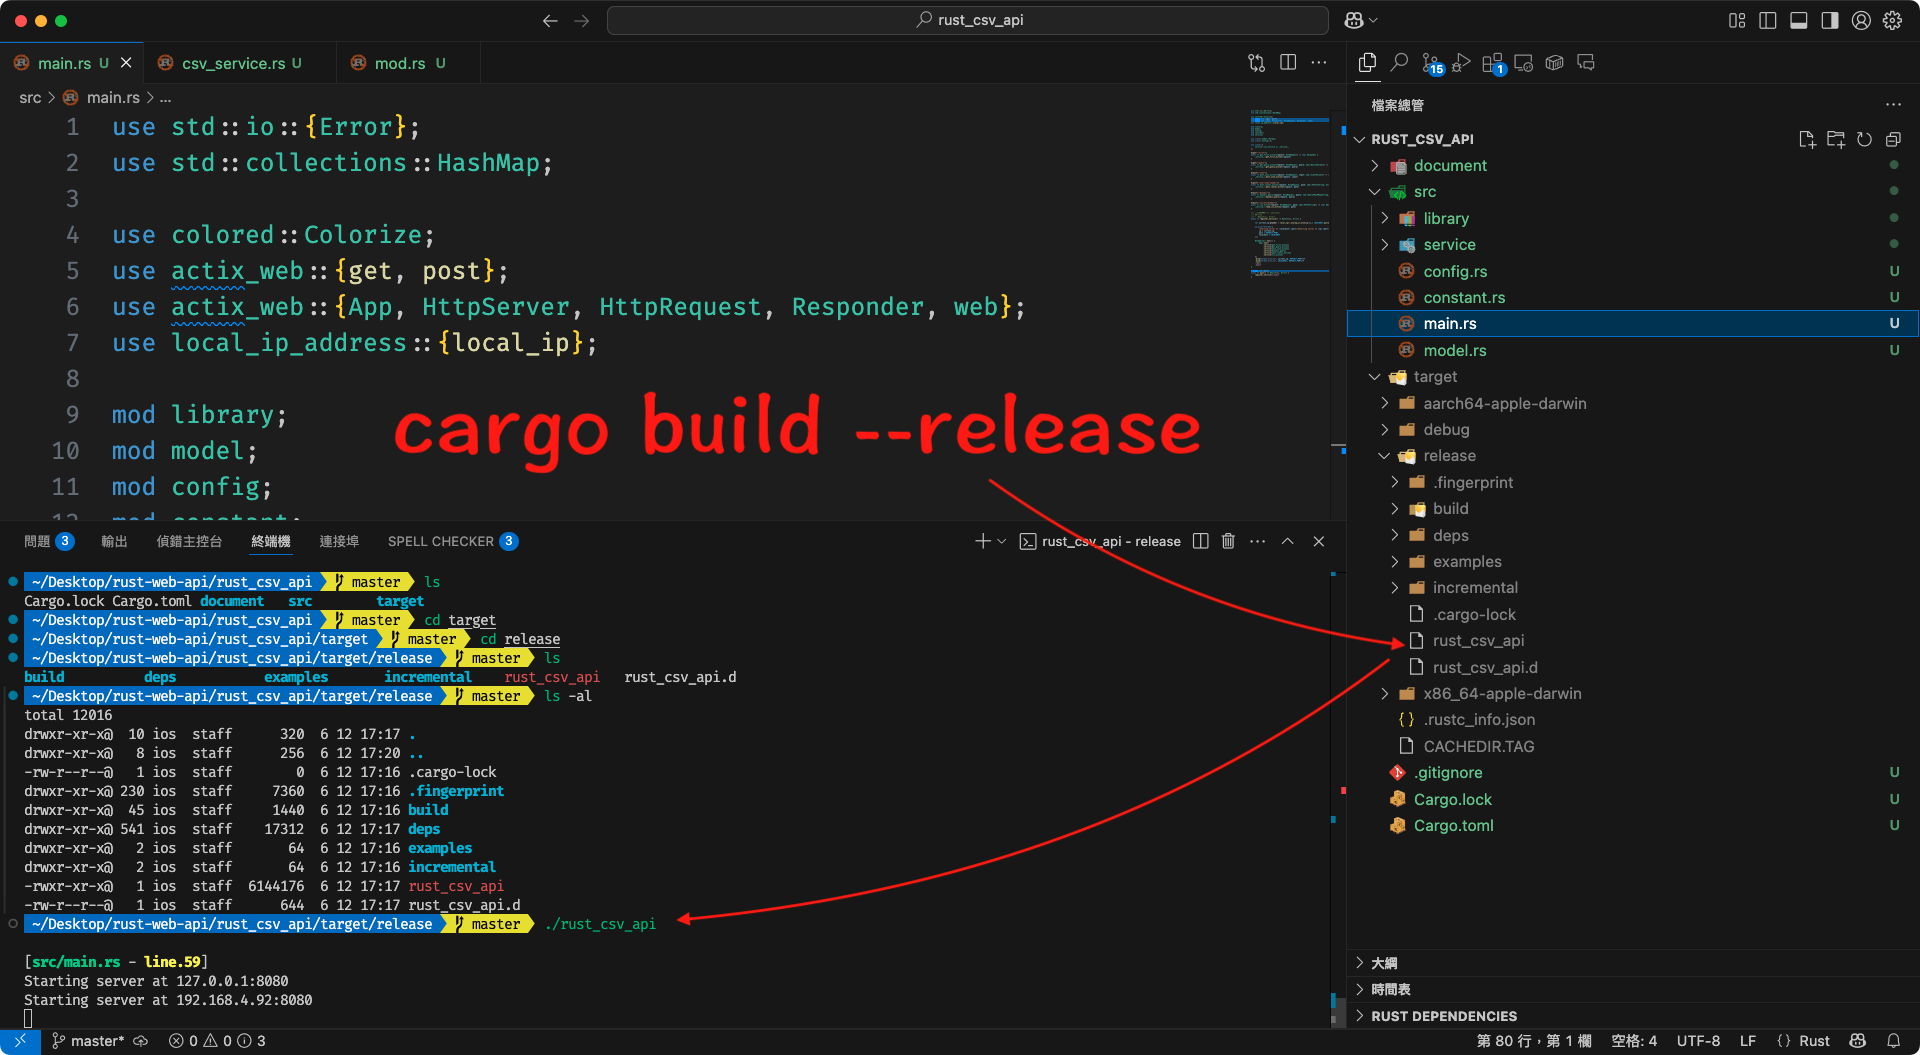 rust_csv_api
main.rs U
csv_service.rs U
mod.rs U
src > main.rs > ...
1 use std::io::{Error};
2 use std::collections::HashMap;
3
4 use colored::Colorize;
5 use actix_web::{get, post};
6 use actix_web::{App, HttpServer, HttpRequest, Responder, web};
7 use local_ip_address::{local_ip};
8
9 mod library;
10 mod model;
11 mod config;
12 mod constant;
cargo build --release
問題 3 輸出 偵錯主控台 終端機 連接埠 SPELL CHECKER 3
rust_csv_api - release
~/Desktop/rust-web-api/rust_csv_api master ls
Cargo.lock Cargo.toml document src target
~/Desktop/rust-web-api/rust_csv_api master cd target
~/Desktop/rust-web-api/rust_csv_api/target master cd release
~/Desktop/rust-web-api/rust_csv_api/target/release master ls
build deps examples incremental rust_csv_api rust_csv_api.d
~/Desktop/rust-web-api/rust_csv_api/target/release master ls -al
total 12016
drwxr-xr-x@ 10 ios staff 320 6 12 17:17 .
drwxr-xr-x@ 8 ios staff 256 6 12 17:20 ..
-rw-r--r--@ 1 ios staff 0 6 12 17:16 .cargo-lock
drwxr-xr-x@ 230 ios staff 7360 6 12 17:16 .fingerprint
drwxr-xr-x@ 45 ios staff 1440 6 12 17:16 build
drwxr-xr-x@ 541 ios staff 17312 6 12 17:17 deps
drwxr-xr-x@ 2 ios staff 64 6 12 17:16 examples
drwxr-xr-x@ 2 ios staff 64 6 12 17:16 incremental
-rwxr-xr-x@ 1 ios staff 6144176 6 12 17:17 rust_csv_api
-rw-r--r--@ 1 ios staff 644 6 12 17:17 rust_csv_api.d
~/Desktop/rust-web-api/rust_csv_api/target/release master ./rust_csv_api
[src/main.rs - line.59]
Starting server at 127.0.0.1:8080
Starting server at 192.168.4.92:8080
15
1
檔案總管
RUST_CSV_API
document
src
library
service
config.rs U
constant.rs U
main.rs U
model.rs U
target
aarch64-apple-darwin
debug
release
.fingerprint
build
deps
examples
incremental
.cargo-lock
rust_csv_api
rust_csv_api.d
x86_64-apple-darwin
.rustc_info.json
CACHEDIR.TAG
.gitignore U
Cargo.lock U
Cargo.toml U
大綱
時間表
RUST DEPENDENCIES
master* 0 0 3
第 80 行，第 1 欄 空格: 4 UTF-8 LF {} Rust